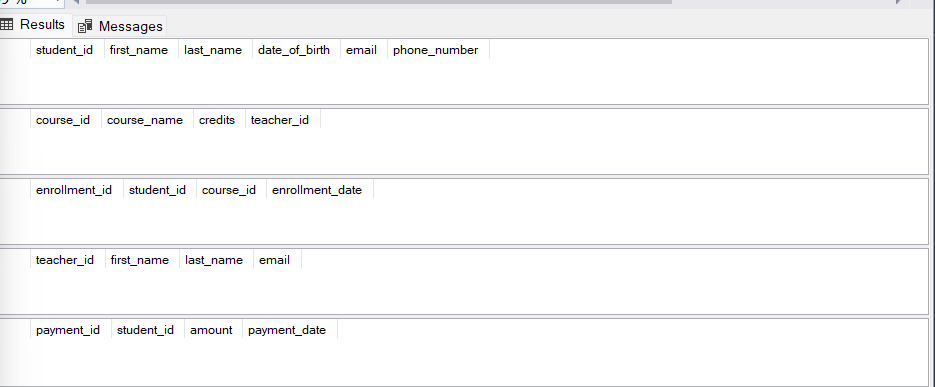 Results Messages
student_id first_name last_name date_of_birth email phone_number
course_id course_name credits teacher_id
enrollment_id student_id course_id enrollment_date
teacher_id first_name last_name email
payment_id student_id amount payment_date